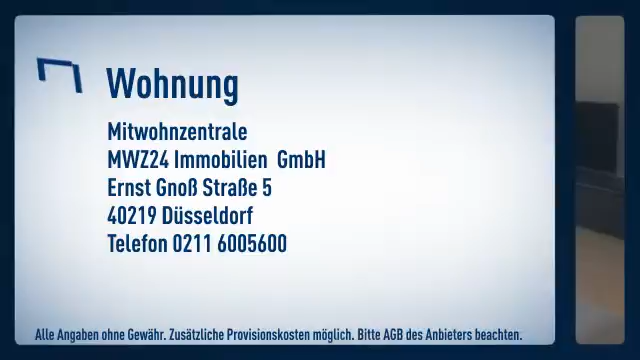 Wohnung
Mitwohnzentrale
MWZ24 Immobilien GmbH
Ernst Gnoß Straße 5
40219 Düsseldorf
Telefon 0211 6005600
Alle Angaben ohne Gewähr. Zusätzliche Provisionskosten möglich. Bitte AGB des Anbieters beachten.